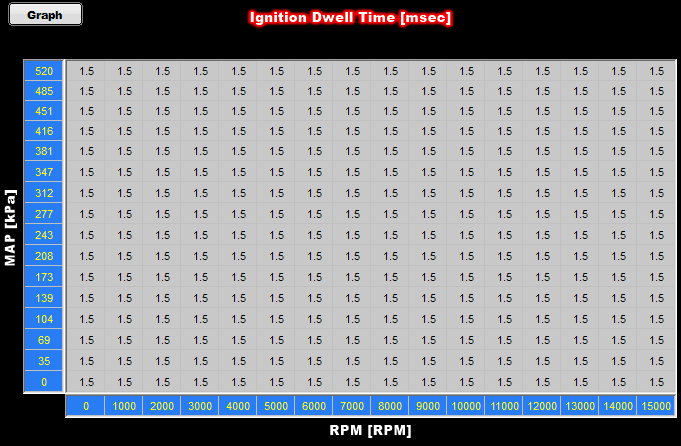 Graph
Ignition Dwell Time [msec]
520 1.5 1.5 1.5 1.5 1.5 1.5 1.5 1.5 1.5 1.5 1.5 1.5 1.5 1.5 1.5 1.5
485 1.5 1.5 1.5 1.5 1.5 1.5 1.5 1.5 1.5 1.5 1.5 1.5 1.5 1.5 1.5 1.5
451 1.5 1.5 1.5 1.5 1.5 1.5 1.5 1.5 1.5 1.5 1.5 1.5 1.5 1.5 1.5 1.5
416 1.5 1.5 1.5 1.5 1.5 1.5 1.5 1.5 1.5 1.5 1.5 1.5 1.5 1.5 1.5 1.5
381 1.5 1.5 1.5 1.5 1.5 1.5 1.5 1.5 1.5 1.5 1.5 1.5 1.5 1.5 1.5 1.5
347 1.5 1.5 1.5 1.5 1.5 1.5 1.5 1.5 1.5 1.5 1.5 1.5 1.5 1.5 1.5 1.5
312 1.5 1.5 1.5 1.5 1.5 1.5 1.5 1.5 1.5 1.5 1.5 1.5 1.5 1.5 1.5 1.5
277 1.5 1.5 1.5 1.5 1.5 1.5 1.5 1.5 1.5 1.5 1.5 1.5 1.5 1.5 1.5 1.5
243 1.5 1.5 1.5 1.5 1.5 1.5 1.5 1.5 1.5 1.5 1.5 1.5 1.5 1.5 1.5 1.5
208 1.5 1.5 1.5 1.5 1.5 1.5 1.5 1.5 1.5 1.5 1.5 1.5 1.5 1.5 1.5 1.5
173 1.5 1.5 1.5 1.5 1.5 1.5 1.5 1.5 1.5 1.5 1.5 1.5 1.5 1.5 1.5 1.5
139 1.5 1.5 1.5 1.5 1.5 1.5 1.5 1.5 1.5 1.5 1.5 1.5 1.5 1.5 1.5 1.5
104 1.5 1.5 1.5 1.5 1.5 1.5 1.5 1.5 1.5 1.5 1.5 1.5 1.5 1.5 1.5 1.5
69 1.5 1.5 1.5 1.5 1.5 1.5 1.5 1.5 1.5 1.5 1.5 1.5 1.5 1.5 1.5 1.5
35 1.5 1.5 1.5 1.5 1.5 1.5 1.5 1.5 1.5 1.5 1.5 1.5 1.5 1.5 1.5 1.5
0 1.5 1.5 1.5 1.5 1.5 1.5 1.5 1.5 1.5 1.5 1.5 1.5 1.5 1.5 1.5 1.5
MAP [kPa]
0 1000 2000 3000 4000 5000 6000 7000 8000 9000 10000 11000 12000 13000 14000 15000
RPM [RPM]